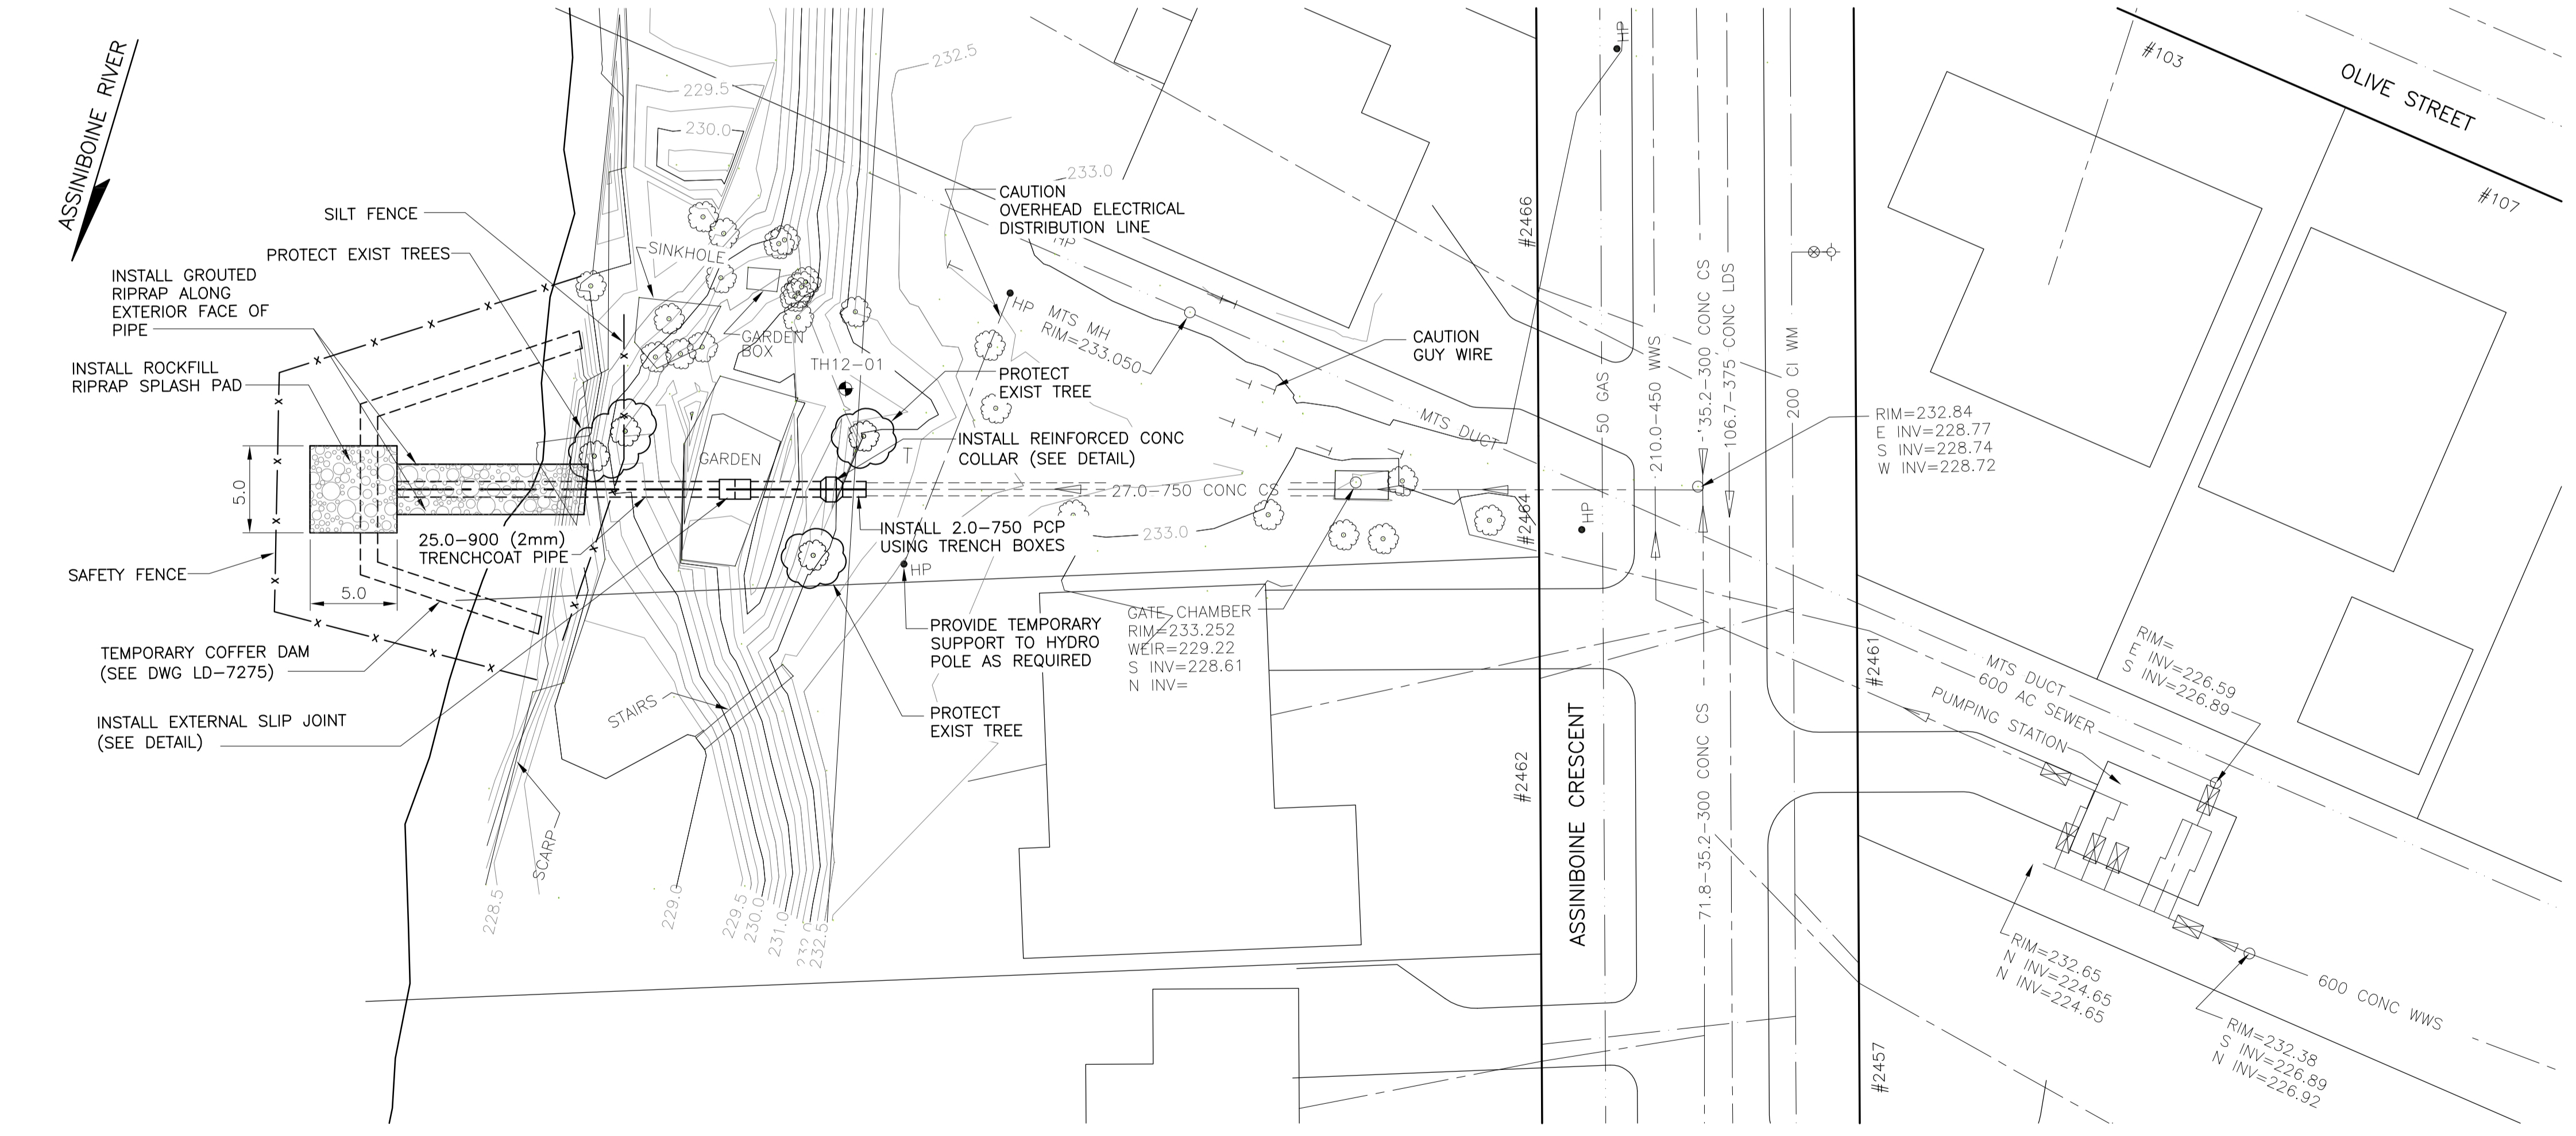 ASSINIBOINE RIVER
SILT FENCE
PROTECT EXIST TREES
INSTALL GROUTED
RIPRAP ALONG
EXTERIOR FACE OF
PIPE
INSTALL ROCKFILL
RIPRAP SPLASH PAD
5.0
5.0
SAFETY FENCE
TEMPORARY COFFER DAM
(SEE DWG LD-7275)
INSTALL EXTERNAL SLIP JOINT
(SEE DETAIL)
25.0-900 (2mm)
TRENCHCOAT PIPE
229.5
230.0
SINKHOLE
GARDEN
BOX
TH12-01
GARDEN
STAIRS
SCARP
228.5
229.0
229.5
230.0
231.0
232.0
232.5
232.5
233.0
CAUTION
OVERHEAD ELECTRICAL
DISTRIBUTION LINE
HP
HP
MTS MH
RIM=233.050
PROTECT
EXIST TREE
INSTALL REINFORCED CONC
COLLAR (SEE DETAIL)
T
27.0-750 CONC CS
INSTALL 2.0-750 PCP
USING TRENCH BOXES
233.0
HP
PROVIDE TEMPORARY
SUPPORT TO HYDRO
POLE AS REQUIRED
PROTECT
EXIST TREE
GATE CHAMBER
RIM=233.252
WEIR=229.22
S INV=228.61
N INV=
CAUTION
GUY WIRE
MTS DUCT
#2466
#2464
#2462
HP
HP
ASSINIBOINE CRESCENT
50 GAS
210.0-450 WWS
35.2-300 CONC CS
71.8-35.2-300 CONC CS
106.7-375 CONC LDS
200 CI WM
RIM=232.84
E INV=228.77
S INV=228.74
W INV=228.72
#2461
#2457
#103
OLIVE STREET
#107
MTS DUCT
600 AC SEWER
PUMPING STATION
RIM=
E INV=226.59
S INV=226.89
RIM=232.65
N INV=224.65
N INV=224.65
RIM=232.38
S INV=226.89
N INV=226.92
600 CONC WWS